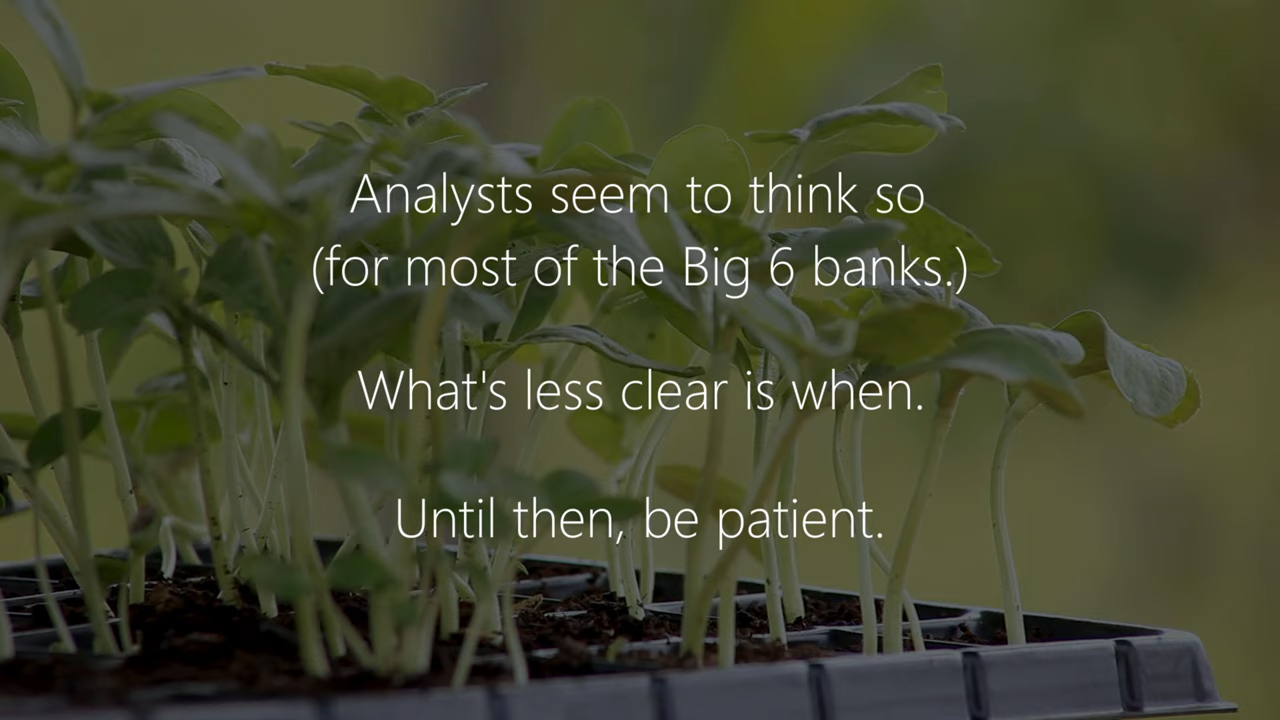 Analysts seem to think so
(for most of the Big 6 banks.)
What's less clear is when.
Until then, be patient.